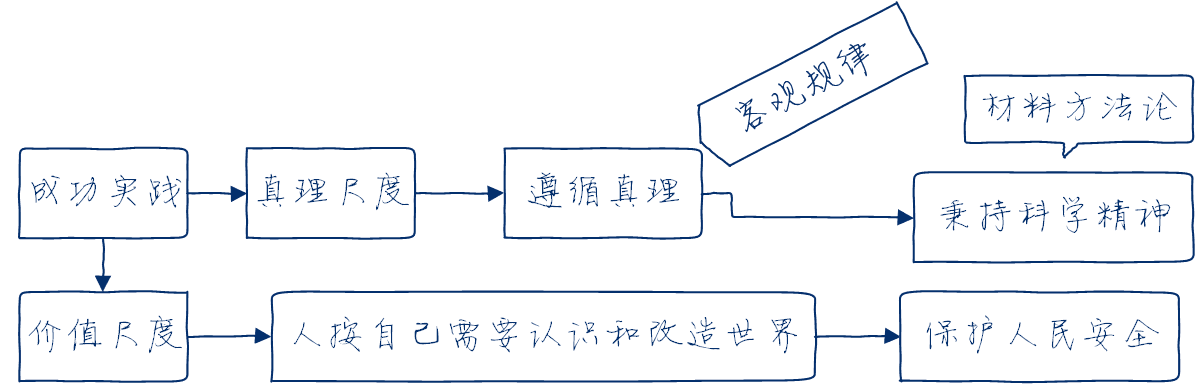 客观规律
材料方法论
成功实践
真理尺度
遵循真理
秉持科学精神
价值尺度
人按自己需要认识和改造世界
保护人民安全